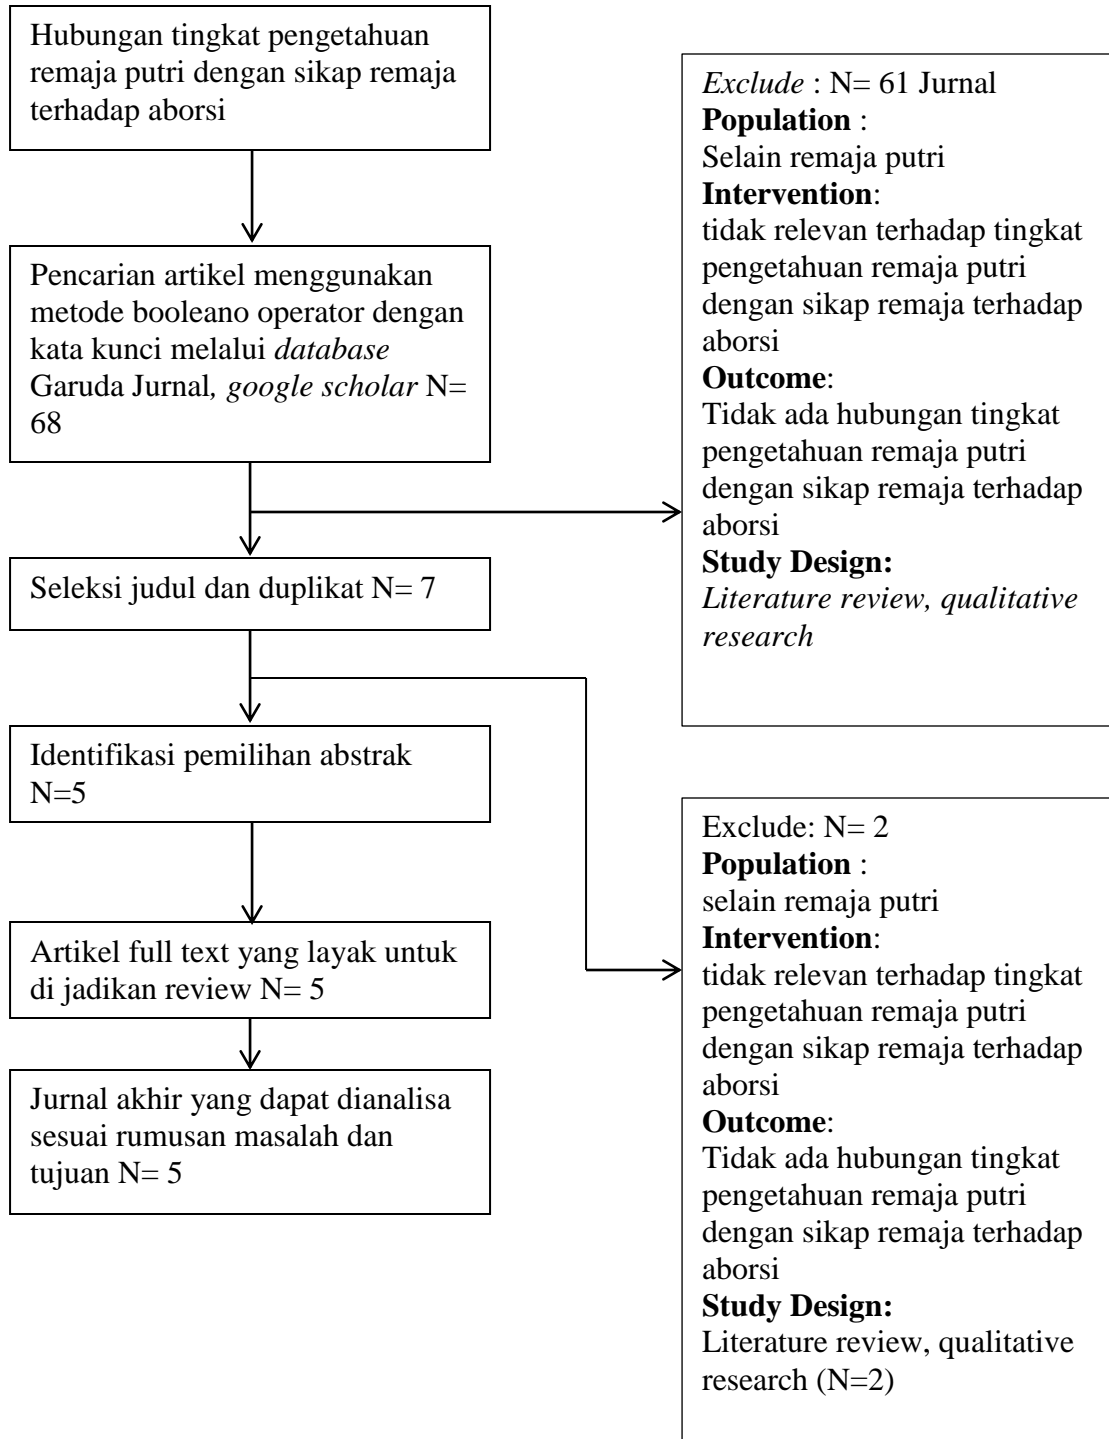 Hubungan tingkat pengetahuan
remaja putri dengan sikap remaja
terhadap aborsi
Pencarian artikel menggunakan
metode booleano operator dengan
kata kunci melalui database
Garuda Jurnal, google scholar N=
68
Exclude : N= 61 Jurnal
Population :
Selain remaja putri
Intervention:
tidak relevan terhadap tingkat
pengetahuan remaja putri
dengan sikap remaja terhadap
aborsi
Outcome:
Tidak ada hubungan tingkat
pengetahuan remaja putri
dengan sikap remaja terhadap
aborsi
Study Design:
Literature review, qualitative
research
Seleksi judul dan duplikat N= 7
Identifikasi pemilihan abstrak
N=5
Artikel full text yang layak untuk
di jadikan review N= 5
Jurnal akhir yang dapat dianalisa
sesuai rumusan masalah dan
tujuan N= 5
Exclude: N= 2
Population :
selain remaja putri
Intervention:
tidak relevan terhadap tingkat
pengetahuan remaja putri
dengan sikap remaja terhadap
aborsi
Outcome:
Tidak ada hubungan tingkat
pengetahuan remaja putri
dengan sikap remaja terhadap
aborsi
Study Design:
Literature review, qualitative
research (N=2)